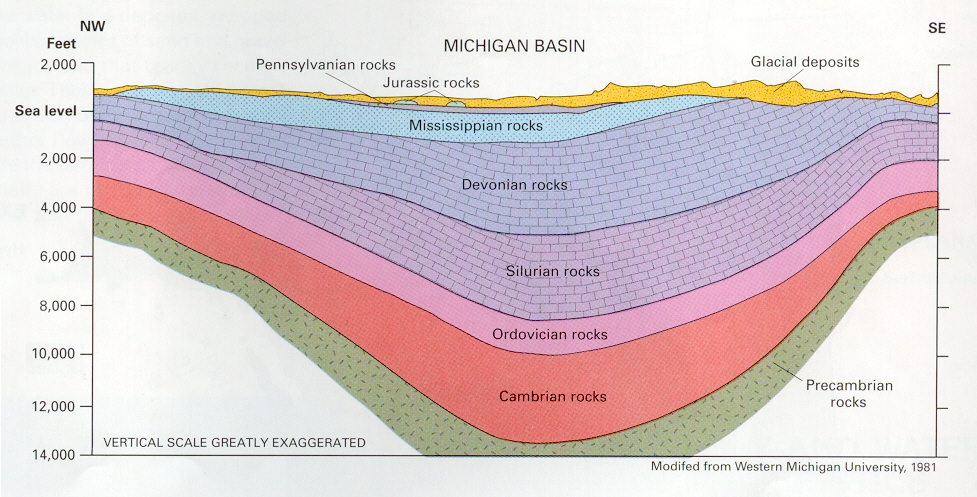 NW
SE
Feet
MICHIGAN BASIN
2,000
Pennsylvanian rocks
Glacial deposits
Jurassic rocks
Sea level
Mississippian rocks
2,000
Devonian rocks
4,000
6,000
Silurian rocks
8,000
Ordovician rocks
10,000
Cambrian rocks
Precambrian
rocks
12,000
VERTICAL SCALE GREATLY EXAGGERATED
14,000
Modifed from Western Michigan University, 1981